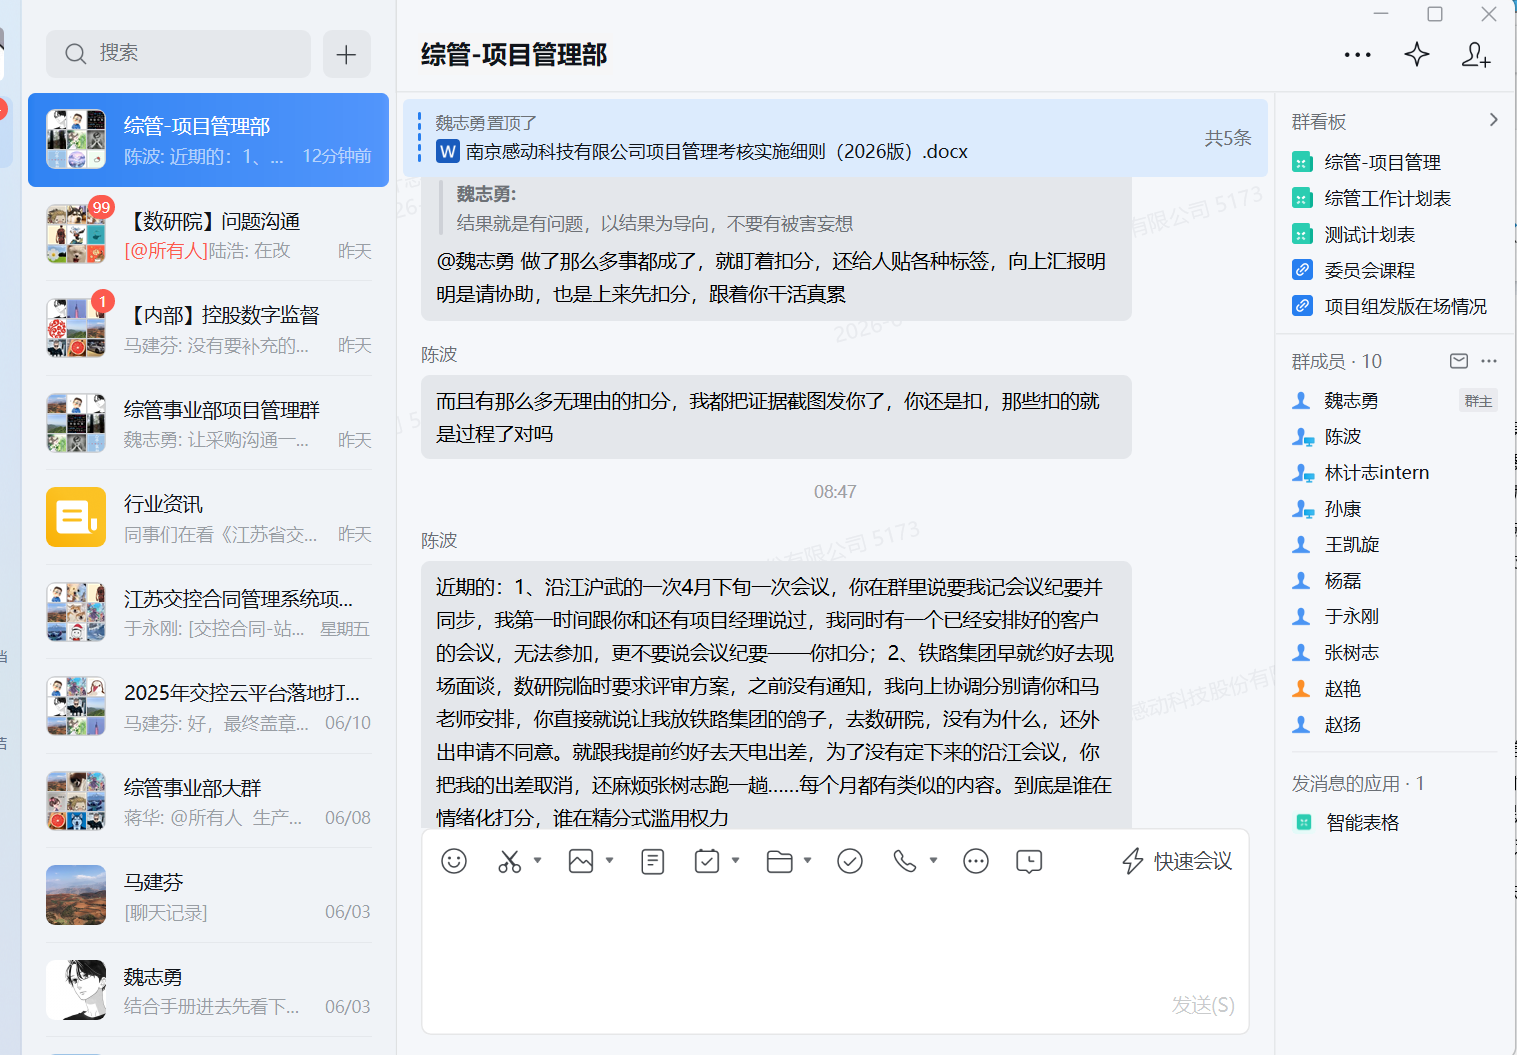 搜索
综管-项目管理部
陈波: 近期的：1、... 12分钟前
99
【数研院】问题沟通
[@所有人]陆浩: 在改 昨天
1
【内部】控股数字监督
马建芬: 没有要补充的... 昨天
综管事业部项目管理群
魏志勇: 让采购沟通一... 昨天
行业资讯
同事们在看《江苏省交... 昨天
江苏交控合同管理系统项...
于永刚: [交控合同-站... 星期五
2025年交控云平台落地打...
马建芬: 好，最终盖章... 06/10
综管事业部大群
蒋华: @所有人 生产... 06/08
马建芬
[聊天记录] 06/03
魏志勇
结合手册进去先看下... 06/03
综管-项目管理部
魏志勇置顶了
南京感动科技有限公司项目管理考核实施细则（2026版）.docx
共5条
魏志勇:
结果就是有问题，以结果为导向，不要有被害妄想
@魏志勇 做了那么多事都成了，就盯着扣分，还给人贴各种标签，向上汇报明
明是请协助，也是上来先扣分，跟着你干活真累
陈波
而且有那么多无理由的扣分，我都把证据截图发你了，你还是扣，那些扣的就
是过程了对吗
08:47
陈波
近期的：1、沿江沪武的一次4月下旬一次会议，你在群里说要我记会议纪要并
同步，我第一时间跟你和还有项目经理说过，我同时有一个已经安排好的客户
的会议，无法参加，更不要说会议纪要——你扣分；2、铁路集团早就约好去现
场面谈，数研院临时要求评审方案，之前没有通知，我向上协调分别请你和马
老师安排，你直接就说让我放铁路集团的鸽子，去数研院，没有为什么，还外
出申请不同意。就跟我提前约好去天电出差，为了没有定下来的沿江会议，你
把我的出差取消，还麻烦张树志跑一趟......每个月都有类似的内容。到底是谁在
情绪化打分，谁在精分式滥用权力
快速会议
发送(S)
群看板
综管-项目管理
综管工作计划表
测试计划表
委员会课程
项目组发版在场情况
群成员 · 10
魏志勇 群主
陈波
林计志intern
孙康
王凯旋
杨磊
于永刚
张树志
赵艳
赵扬
发消息的应用 · 1
智能表格